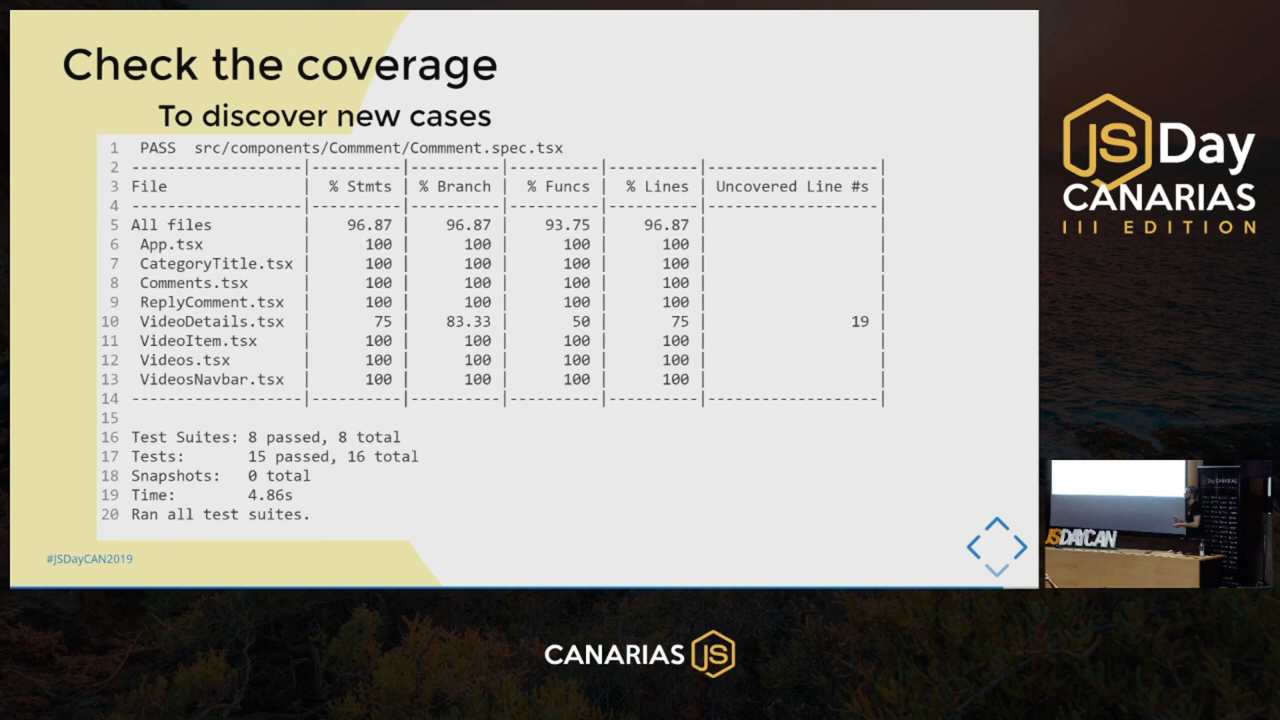 Check the coverage
To discover new cases
1 PASS src/components/Commment/Commment.spec.tsx
2 -------------------|----------|----------|----------|----------|-------------------|
3 File | % Stmts | % Branch | % Funcs | % Lines | Uncovered Line #s |
4 -------------------|----------|----------|----------|----------|-------------------|
5 All files | 96.87 | 96.87 | 93.75 | 96.87 | |
6 App.tsx | 100 | 100 | 100 | 100 | |
7 CategoryTitle.tsx | 100 | 100 | 100 | 100 | |
8 Comments.tsx | 100 | 100 | 100 | 100 | |
9 ReplyComment.tsx | 100 | 100 | 100 | 100 | |
10 VideoDetails.tsx | 75 | 83.33 | 50 | 75 | 19 |
11 VideoItem.tsx | 100 | 100 | 100 | 100 | |
12 Videos.tsx | 100 | 100 | 100 | 100 | |
13 VideosNavbar.tsx | 100 | 100 | 100 | 100 | |
14 -------------------|----------|----------|----------|----------|-------------------|
15
16 Test Suites: 8 passed, 8 total
17 Tests: 15 passed, 16 total
18 Snapshots: 0 total
19 Time: 4.86s
20 Ran all test suites.
#JSDayCAN2019
JS Day
CANARIAS
III EDITION
JSDAYCAN
CANARIAS JS